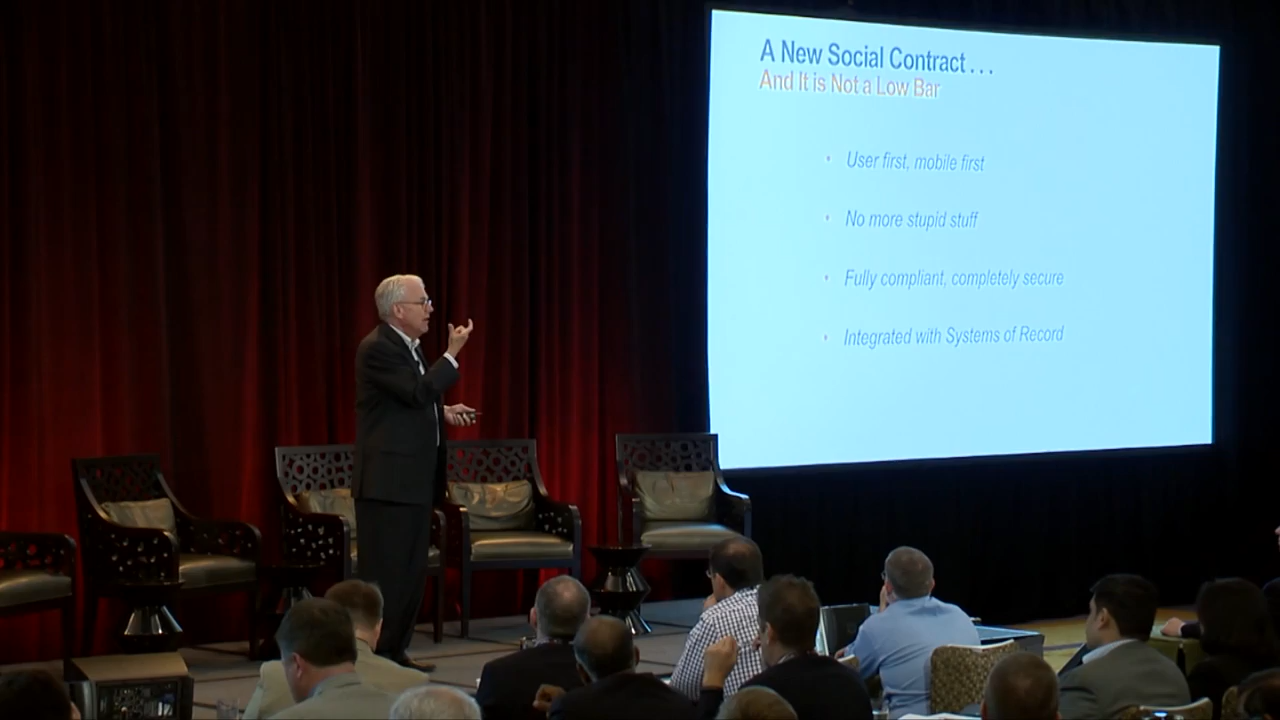 A New Social Contract . . .
And It is Not a Low Bar
• User first, mobile first
• No more stupid stuff
• Fully compliant, completely secure
• Integrated with Systems of Record